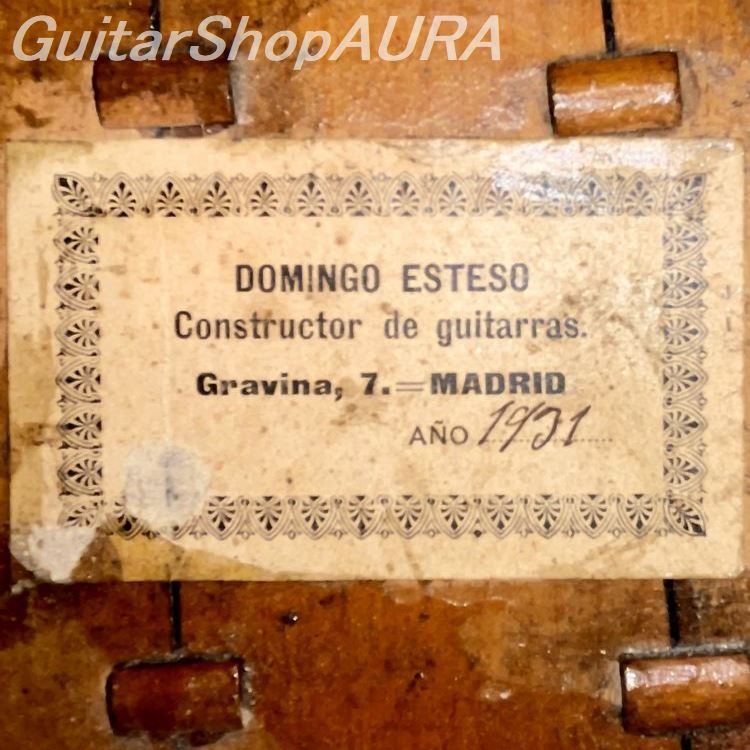 GuitarShopAURA
DOMINGO ESTESO
Constructor de guitarras.
Gravina, 7.=MADRID
AÑO 1931